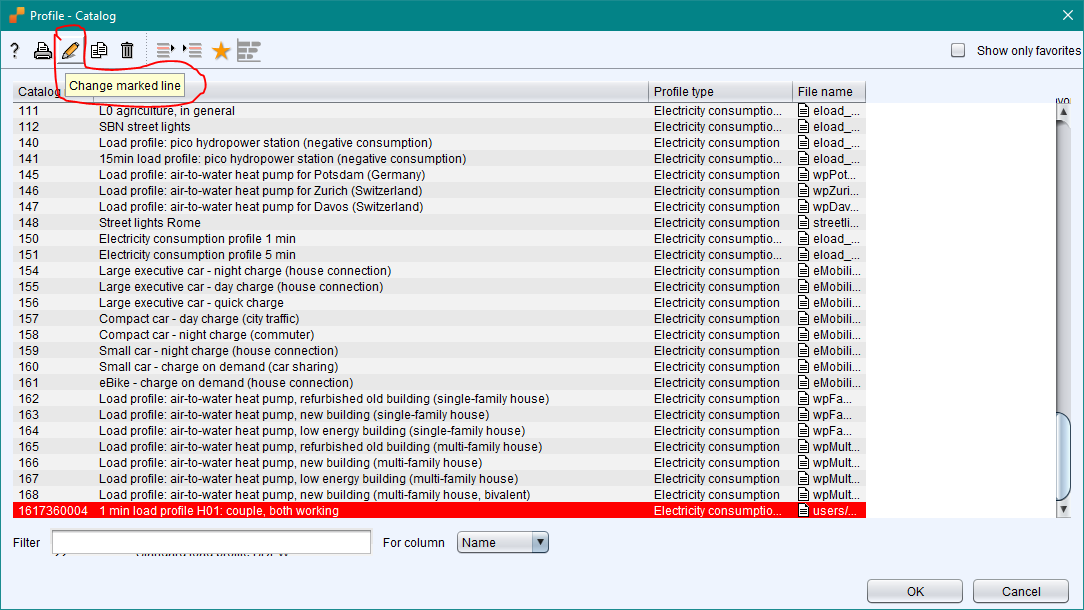 Profile - Catalog
?
Show only favorites
Change marked line
Catalog Profile type File name
111 L0 agriculture, in general Electricity consumptio... eload_...
112 SBN street lights Electricity consumptio... eload_...
140 Load profile: pico hydropower station (negative consumption) Electricity consumption eload_...
141 15min load profile: pico hydropower station (negative consumption) Electricity consumptio... eload_...
145 Load profile: air-to-water heat pump for Potsdam (Germany) Electricity consumption wpPot...
146 Load profile: air-to-water heat pump for Zurich (Switzerland) Electricity consumption wpZuri...
147 Load profile: air-to-water heat pump for Davos (Switzerland) Electricity consumption wpDav...
148 Street lights Rome Electricity consumption streetli...
150 Electricity consumption profile 1 min Electricity consumptio... eload_...
151 Electricity consumption profile 5 min Electricity consumptio... eload_...
154 Large executive car - night charge (house connection) Electricity consumption eMobili...
155 Large executive car - day charge (house connection) Electricity consumption eMobili...
156 Large executive car - quick charge Electricity consumption eMobili...
157 Compact car - day charge (city traffic) Electricity consumption eMobili...
158 Compact car - night charge (commuter) Electricity consumption eMobili...
159 Small car - night charge (house connection) Electricity consumption eMobili...
160 Small car - charge on demand (car sharing) Electricity consumption eMobili...
161 eBike - charge on demand (house connection) Electricity consumption eMobili...
162 Load profile: air-to-water heat pump, refurbished old building (single-family house) Electricity consumption wpFa...
163 Load profile: air-to-water heat pump, new building (single-family house) Electricity consumption wpFa...
164 Load profile: air-to-water heat pump, low energy building (single-family house) Electricity consumption wpFa...
165 Load profile: air-to-water heat pump, refurbished old building (multi-family house) Electricity consumption wpMult...
166 Load profile: air-to-water heat pump, new building (multi-family house) Electricity consumption wpMult...
167 Load profile: air-to-water heat pump, low energy building (multi-family house) Electricity consumption wpMult...
168 Load profile: air-to-water heat pump, new building (multi-family house, bivalent) Electricity consumption wpMult...
1617360004 1 min load profile H01: couple, both working Electricity consumptio... users/...
Filter For column Name
OK Cancel